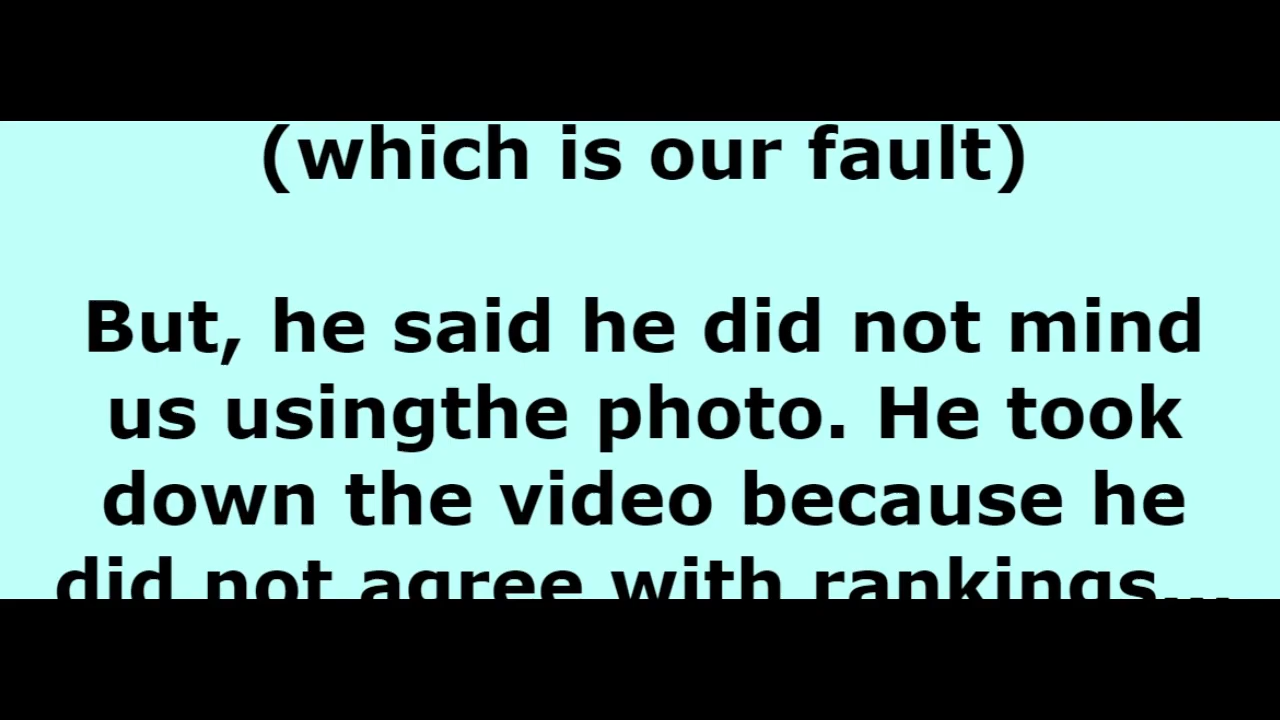 (which is our fault)
But, he said he did not mind
us usingthe photo. He took
down the video because he
did not agree with rankings...